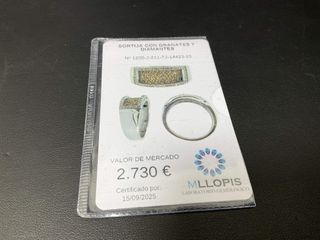 SORTIJA CON GRANATES Y
DIAMANTES
VALOR DE MERCADO
2.730 €
Certificado por:
15/09/2025
MLLOPIS
LABORATORIO GEMOLÓGICO